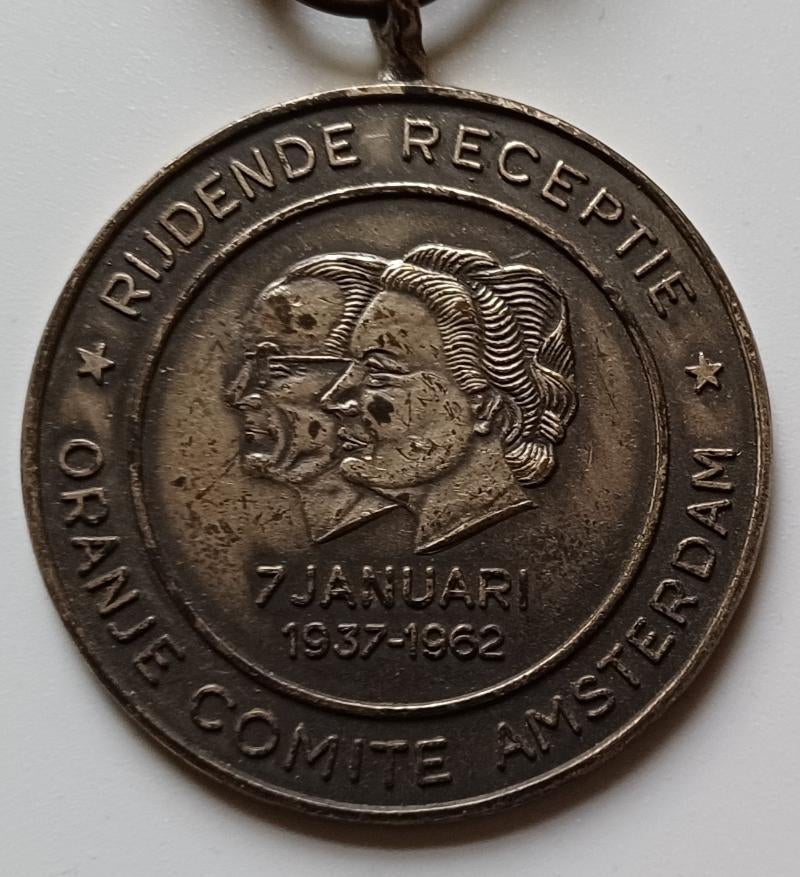 RIJDENDE RECEPTIE
7 JANUARI
1937-1962
ORANJE COMITE AMSTERDAM